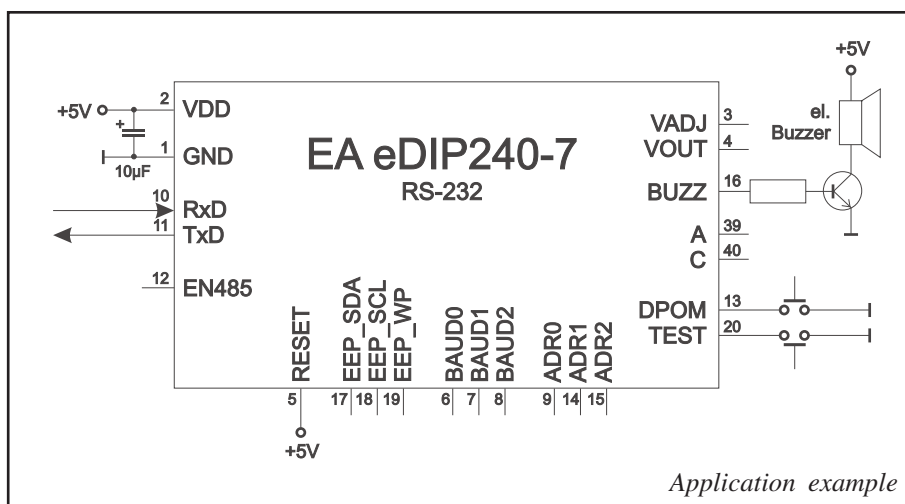 +5V
2
VDD
+5V
+
1
GND
10µF
EA eDIP240-7
RS-232
10
RxD
11
TxD
12
EN485
VADJ
3
VOUT
4
el.
Buzzer
BUZZ
16
A
39
C
40
DPOM
13
TEST
20
RESET
EEP_SDA
EEP_SCL
EEP_WP
BAUD0
BAUD1
BAUD2
ADR0
ADR1
ADR2
5
17
18
19
6
7
8
9
14
15
+5V
Application example